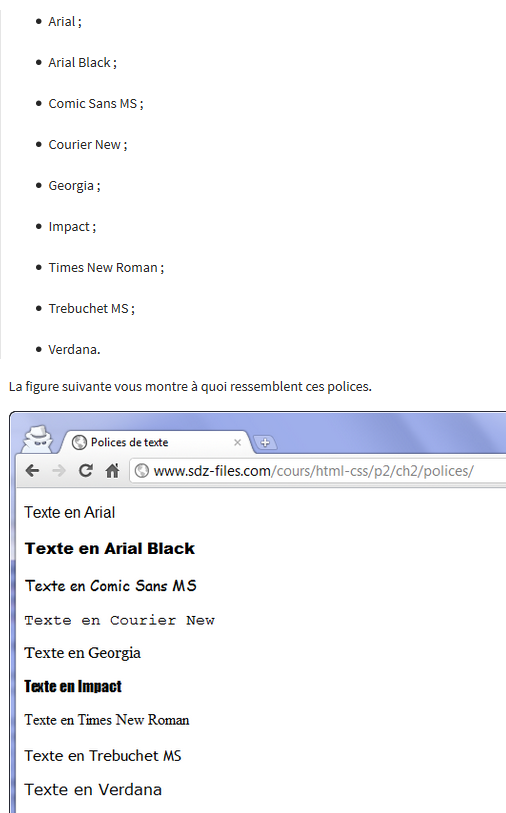 Arial ;
Arial Black ;
Comic Sans MS ;
Courier New ;
Georgia ;
Impact ;
Times New Roman ;
Trebuchet MS ;
Verdana.
La figure suivante vous montre à quoi ressemblent ces polices.
Polices de texte
www.sdz-files.com/cours/html-css/p2/ch2/polices/
Texte en Arial
Texte en Arial Black
Texte en Comic Sans MS
Texte en Courier New
Texte en Georgia
Texte en Impact
Texte en Times New Roman
Texte en Trebuchet MS
Texte en Verdana